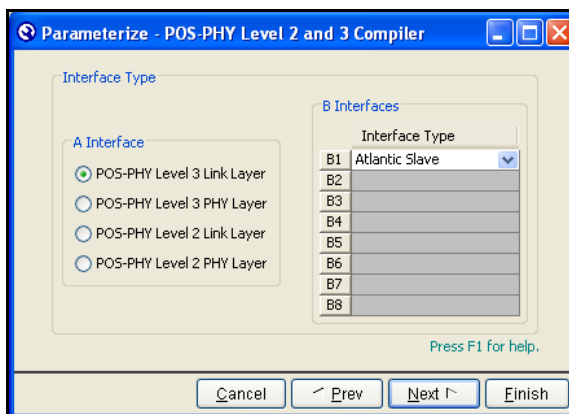 Parameterize - POS-PHY Level 2 and 3 Compiler
Interface Type
A Interface
POS-PHY Level 3 Link Layer
POS-PHY Level 3 PHY Layer
POS-PHY Level 2 Link Layer
POS-PHY Level 2 PHY Layer
B Interfaces
Interface Type
B1 Atlantic Slave
B2
B3
B4
B5
B6
B7
B8
Press F1 for help.
Cancel Prev Next Finish